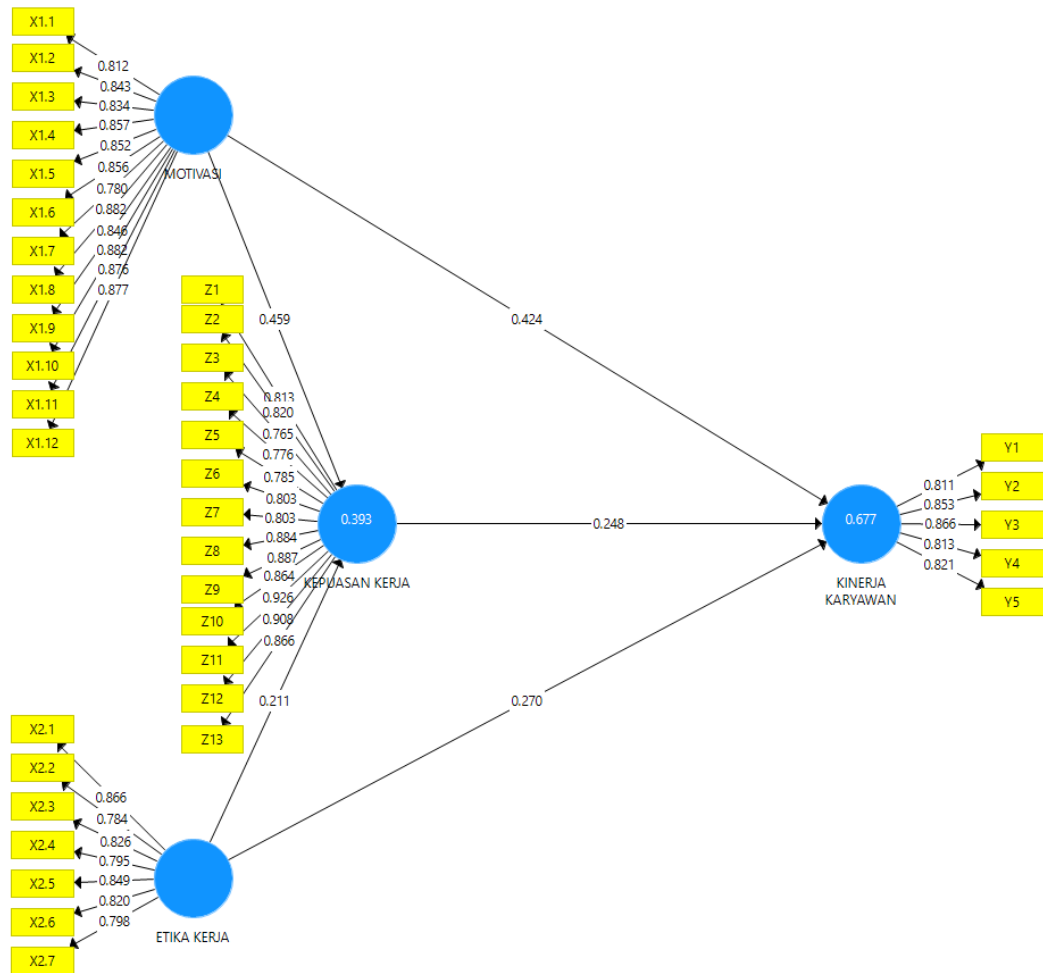 X1.1
X1.2
X1.3
X1.4
X1.5
X1.6
X1.7
X1.8
X1.9
X1.10
X1.11
X1.12
0.812
0.843
0.834
0.857
0.852
0.856
0.780
0.882
0.846
0.882
0.876
0.877
MOTIVASI
0.459
0.424
Z1
Z2
Z3
Z4
Z5
Z6
Z7
Z8
Z9
Z10
Z11
Z12
Z13
0.813
0.820
0.765
0.776
0.785
0.803
0.803
0.884
0.887
0.864
0.926
0.908
0.866
0.393
KEPUASAN KERJA
0.248
0.677
KINERJA
KARYAWAN
0.811
0.853
0.866
0.813
0.821
Y1
Y2
Y3
Y4
Y5
0.211
0.270
X2.1
X2.2
X2.3
X2.4
X2.5
X2.6
X2.7
0.866
0.784
0.826
0.795
0.849
0.820
0.798
ETIKA KERJA